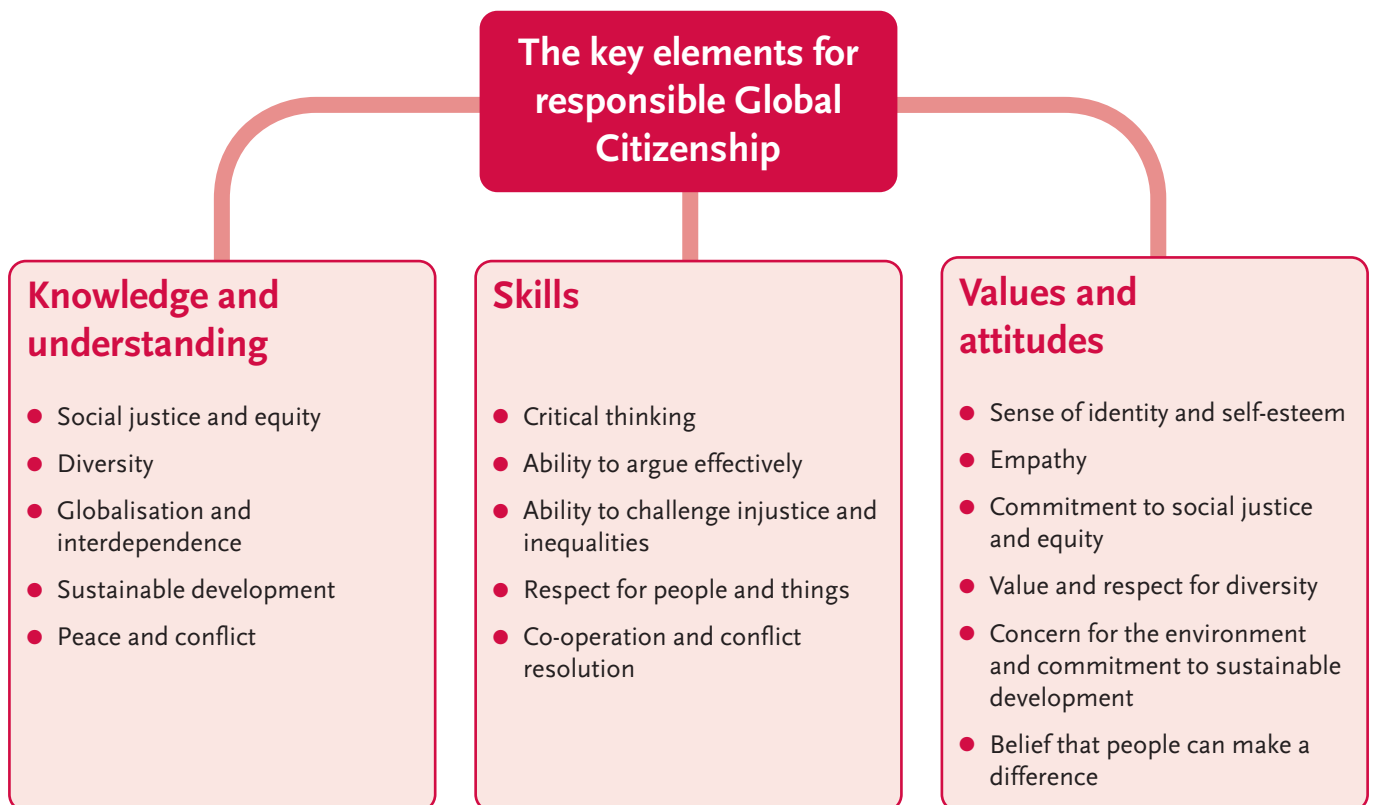 The key elements for
responsible Global
Citizenship
Knowledge and
understanding
● Social justice and equity
● Diversity
● Globalisation and
interdependence
● Sustainable development
● Peace and conflict
Skills
● Critical thinking
● Ability to argue effectively
● Ability to challenge injustice and
inequalities
● Respect for people and things
● Co-operation and conflict
resolution
Values and
attitudes
● Sense of identity and self-esteem
● Empathy
● Commitment to social justice
and equity
● Value and respect for diversity
● Concern for the environment
and commitment to sustainable
development
● Belief that people can make a
difference